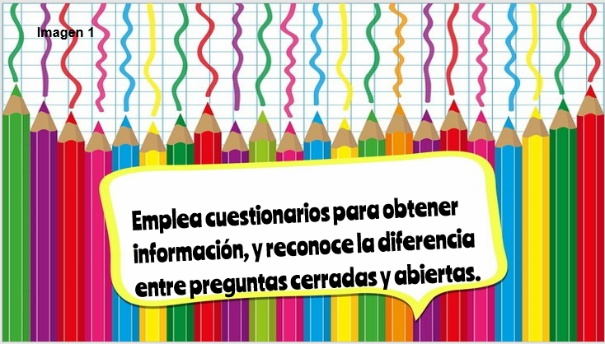 Imagen 1
Emplea cuestionarios para obtener
información, y reconoce la diferencia
entre preguntas cerradas y abiertas.